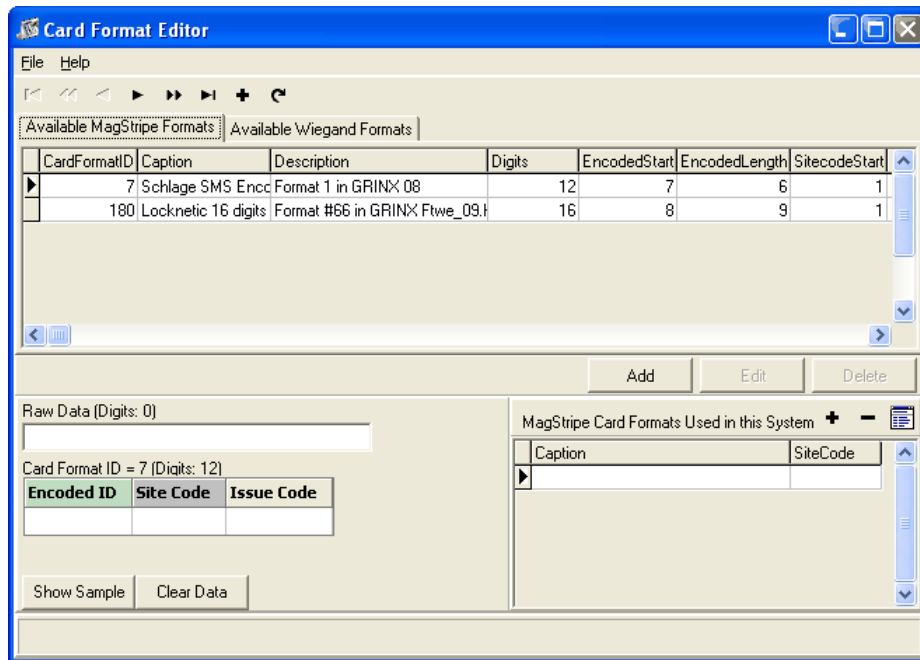 Card Format Editor
File Help
Available MagStripe Formats Available Wiegand Formats
CardFormatID Caption Description Digits EncodedStart EncodedLength SitecodeStart
7 Schlage SMS Enco Format 1 in GRINX 08 12 7 6 1
180 Locknetic 16 digits Format #66 in GRINX Ftwe_09.H 16 8 9 1
Add Edit Delete
Raw Data (Digits: 0)
MagStripe Card Formats Used in this System
Caption SiteCode
Card Format ID = 7 (Digits: 12)
Encoded ID Site Code Issue Code
Show Sample Clear Data